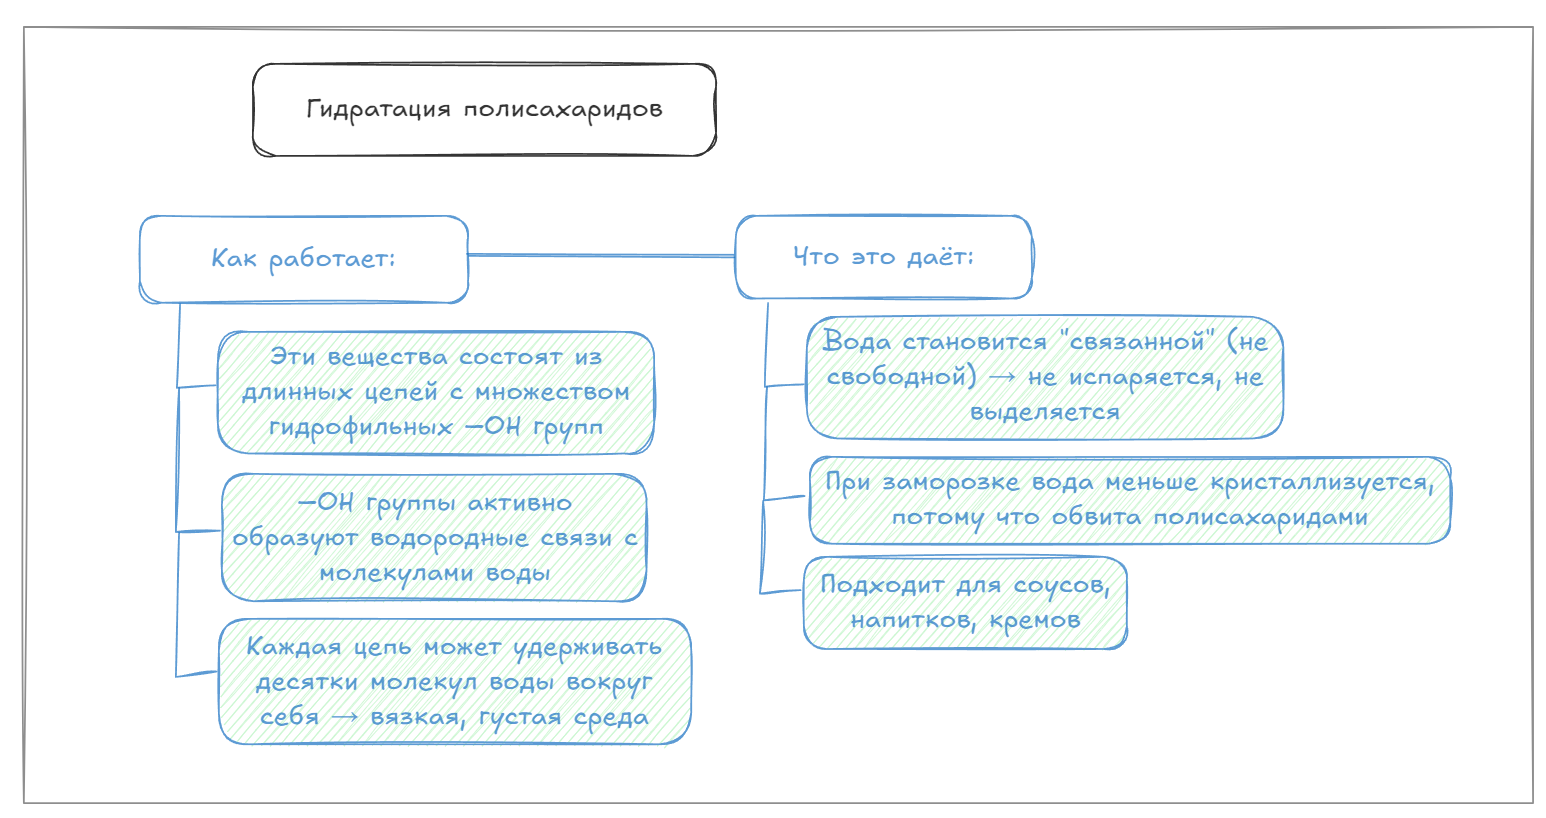 Гидратация полисахаридов
Как работает:
Эти вещества состоят из
длинных цепей с множеством
гидрофильных —OH групп
—OH группы активно
образуют водородные связи с
молекулами воды
Каждая цепь может удерживать
десятки молекул воды вокруг
себя → вязкая, густая среда
Что это даёт:
Вода становится "связанной" (не
свободной) → не испаряется, не
выделяется
При заморозке вода меньше кристаллизуется,
потому что обвита полисахаридами
Подходит для соусов,
напитков, кремов